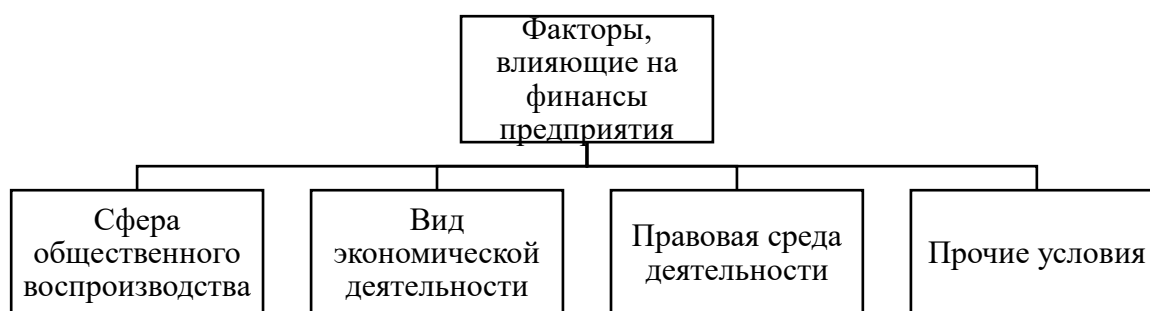 Факторы,
влияющие на
финансы
предприятия
Сфера
общественного
воспроизводства
Вид
экономической
деятельности
Правовая среда
деятельности
Прочие условия